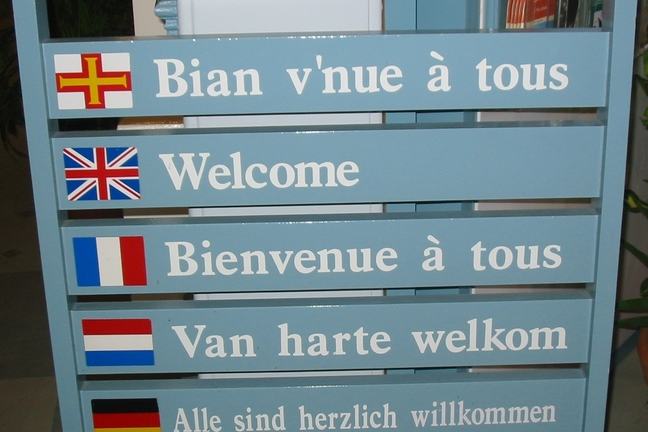 Bian v'nue à tous
Welcome
Bienvenue à tous
Van harte welkom
Alle sind herzlich willkommen